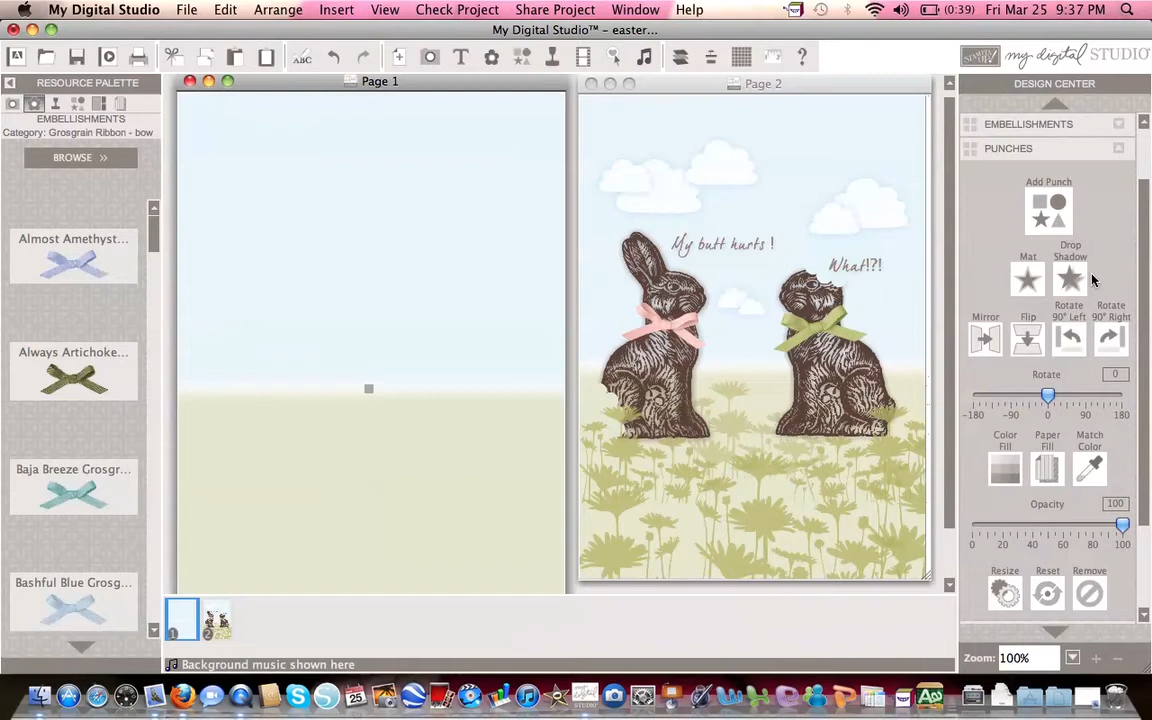 My Digital Studio File Edit Arrange Insert View Check Project Share Project Window Help (0:39) Fri Mar 25 9:37 PM
My Digital Studio™ - easter...
my digital STUDIO
RESOURCE PALETTE
EMBELLISHMENTS
Category: Grosgrain Ribbon - bow
BROWSE >>
Almost Amethyst...
Always Artichoke...
Baja Breeze Grosgr...
Bashful Blue Grosg...
Page 1
Page 2
My butt hurts !
What!?!
1
2
Background music shown here
DESIGN CENTER
EMBELLISHMENTS
PUNCHES
Add Punch
Mat
Drop Shadow
Mirror
Flip
Rotate 90° Left
Rotate 90° Right
Rotate 0
-180 -90 0 90 180
Color Fill
Paper Fill
Match Color
Opacity 100
0 20 40 60 80 100
Resize Reset Remove
Zoom: 100%